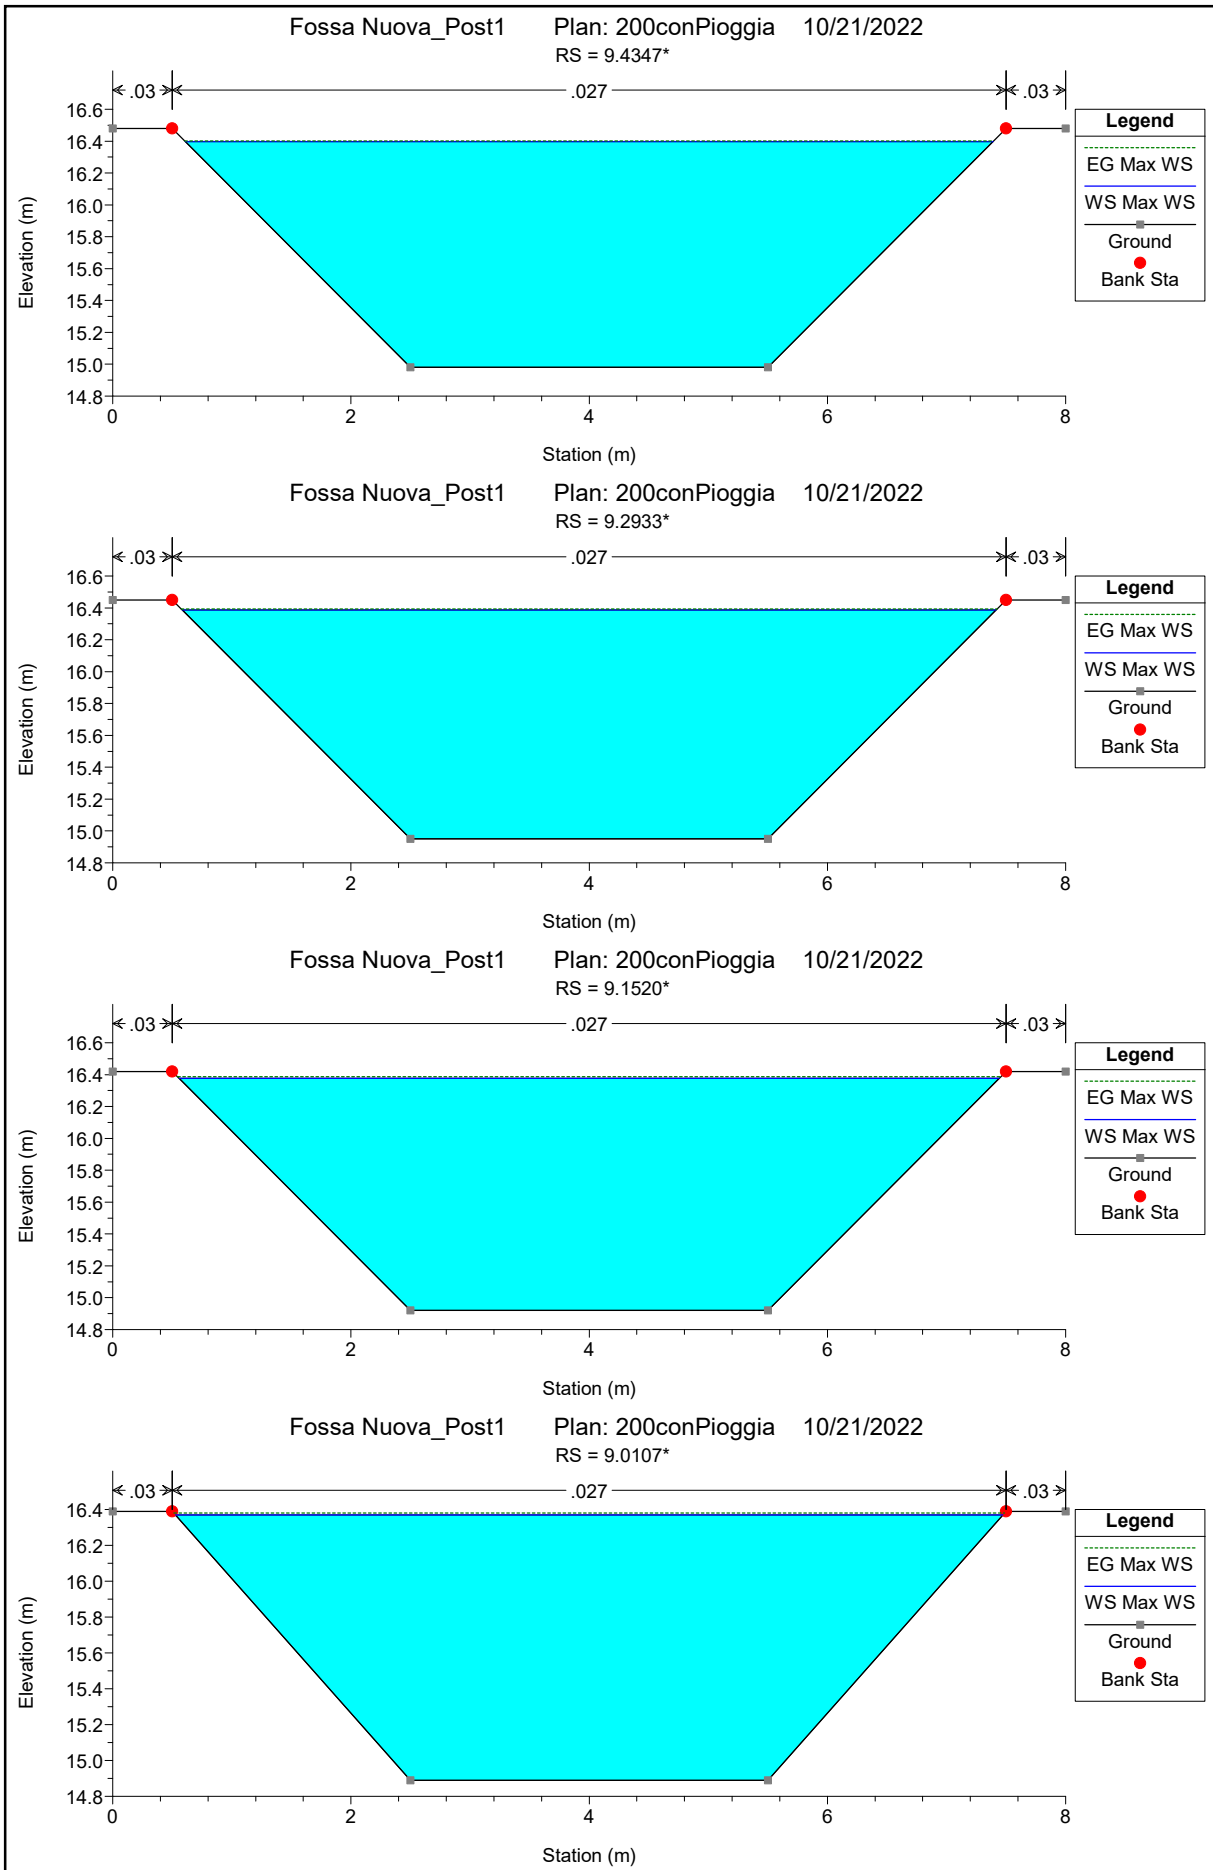 Fossa Nuova_Post1 Plan: 200conPioggia 10/21/2022
RS = 9.4347*
.03 .027 .03
16.6
16.4
16.2
16.0
15.8
15.6
15.4
15.2
15.0
14.8
Elevation (m)
0 2 4 6 8
Station (m)
Legend
EG Max WS
WS Max WS
Ground
Bank Sta
Fossa Nuova_Post1 Plan: 200conPioggia 10/21/2022
RS = 9.2933*
.03 .027 .03
16.6
16.4
16.2
16.0
15.8
15.6
15.4
15.2
15.0
14.8
Elevation (m)
0 2 4 6 8
Station (m)
Legend
EG Max WS
WS Max WS
Ground
Bank Sta
Fossa Nuova_Post1 Plan: 200conPioggia 10/21/2022
RS = 9.1520*
.03 .027 .03
16.6
16.4
16.2
16.0
15.8
15.6
15.4
15.2
15.0
14.8
Elevation (m)
0 2 4 6 8
Station (m)
Legend
EG Max WS
WS Max WS
Ground
Bank Sta
Fossa Nuova_Post1 Plan: 200conPioggia 10/21/2022
RS = 9.0107*
.03 .027 .03
16.4
16.2
16.0
15.8
15.6
15.4
15.2
15.0
14.8
Elevation (m)
0 2 4 6 8
Station (m)
Legend
EG Max WS
WS Max WS
Ground
Bank Sta